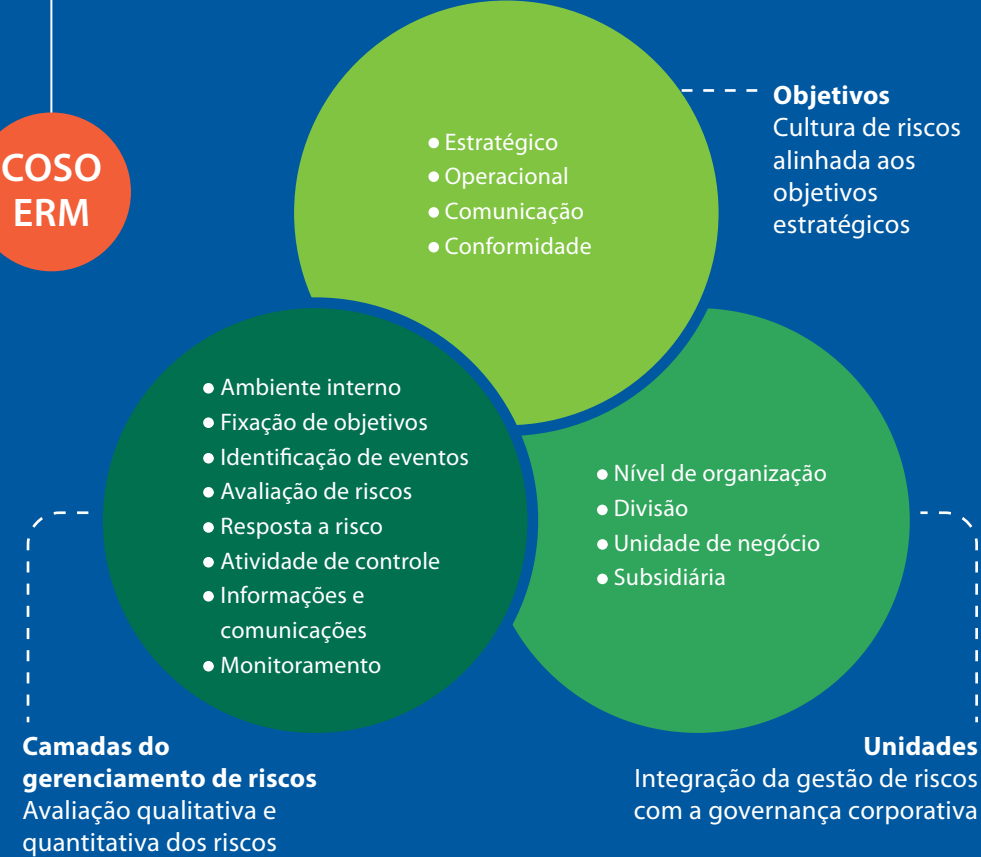 COSO
ERM
• Estratégico
• Operacional
• Comunicação
• Conformidade
Objetivos
Cultura de riscos
alinhada aos
objetivos
estratégicos
• Ambiente interno
• Fixação de objetivos
• Identificação de eventos
• Avaliação de riscos
• Resposta a risco
• Atividade de controle
• Informações e
comunicações
• Monitoramento
• Nível de organização
• Divisão
• Unidade de negócio
• Subsidiária
Camadas do
gerenciamento de riscos
Avaliação qualitativa e
quantitativa dos riscos
Unidades
Integração da gestão de riscos
com a governança corporativa